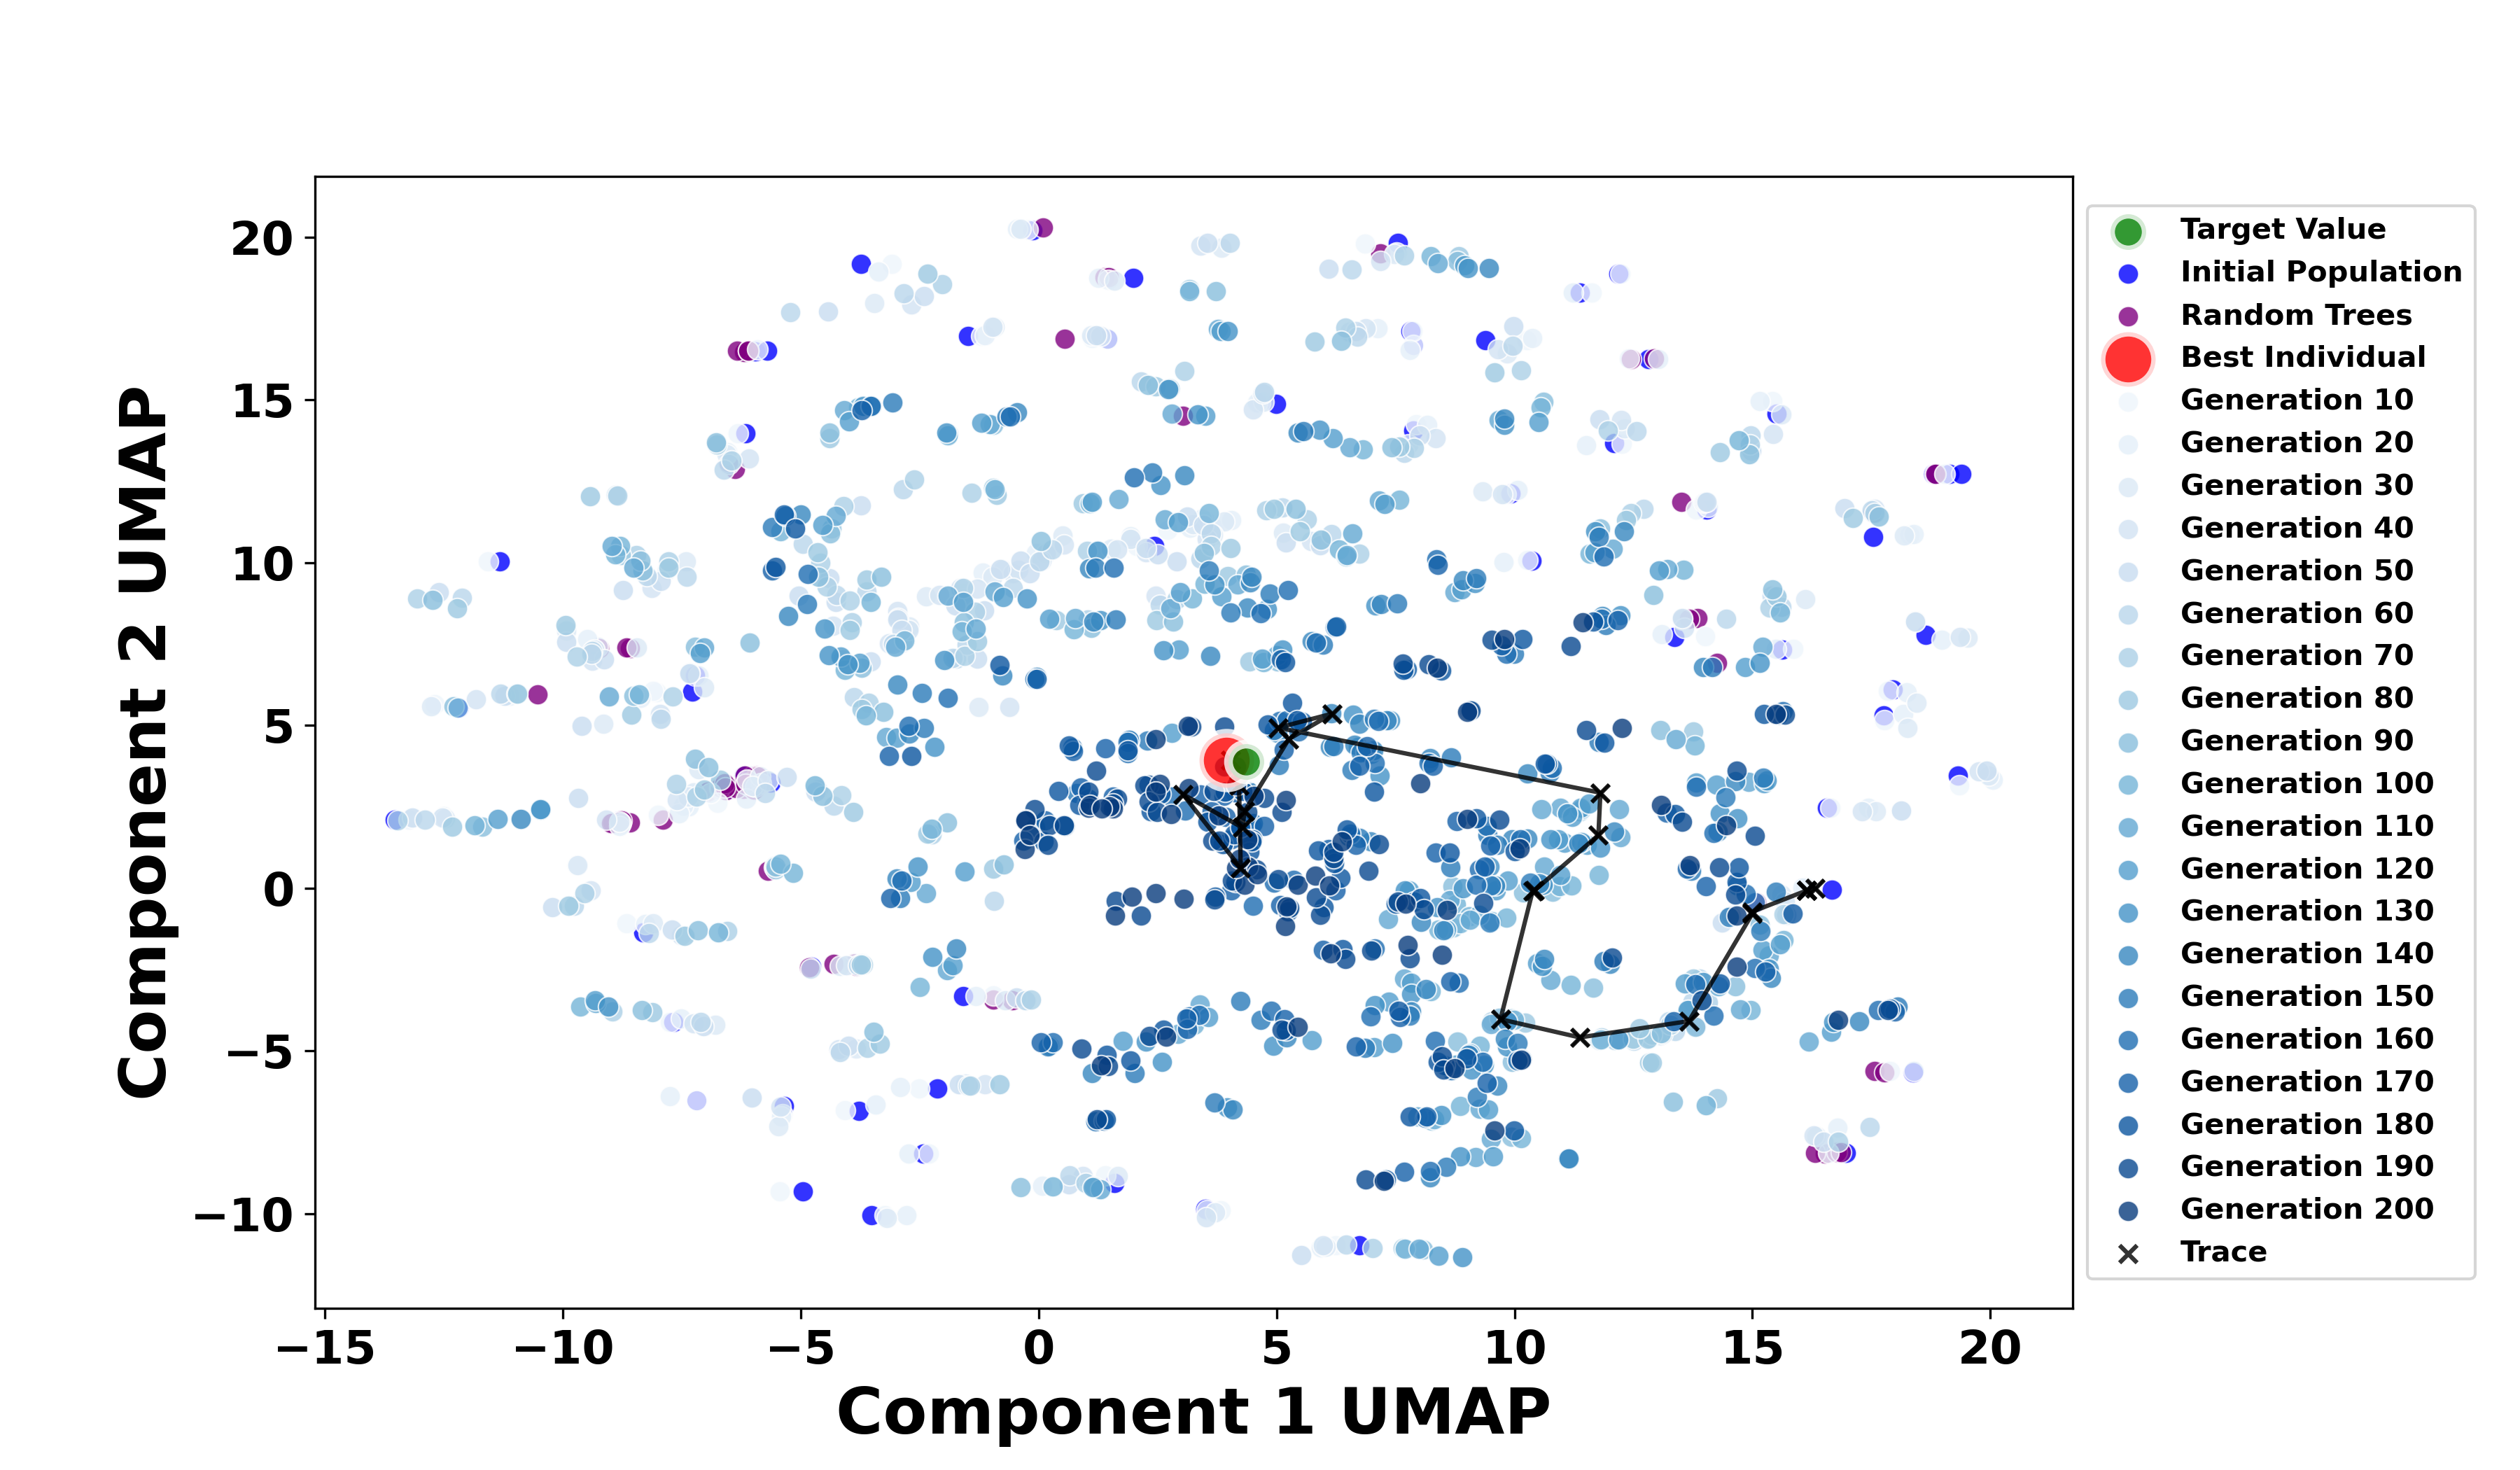 20
15
10
5
0
−5
−10
Component 2 UMAP
−15
−10
−5
0
5
10
15
20
Component 1 UMAP
Target Value
Initial Population
Random Trees
Best Individual
Generation 10
Generation 20
Generation 30
Generation 40
Generation 50
Generation 60
Generation 70
Generation 80
Generation 90
Generation 100
Generation 110
Generation 120
Generation 130
Generation 140
Generation 150
Generation 160
Generation 170
Generation 180
Generation 190
Generation 200
Trace